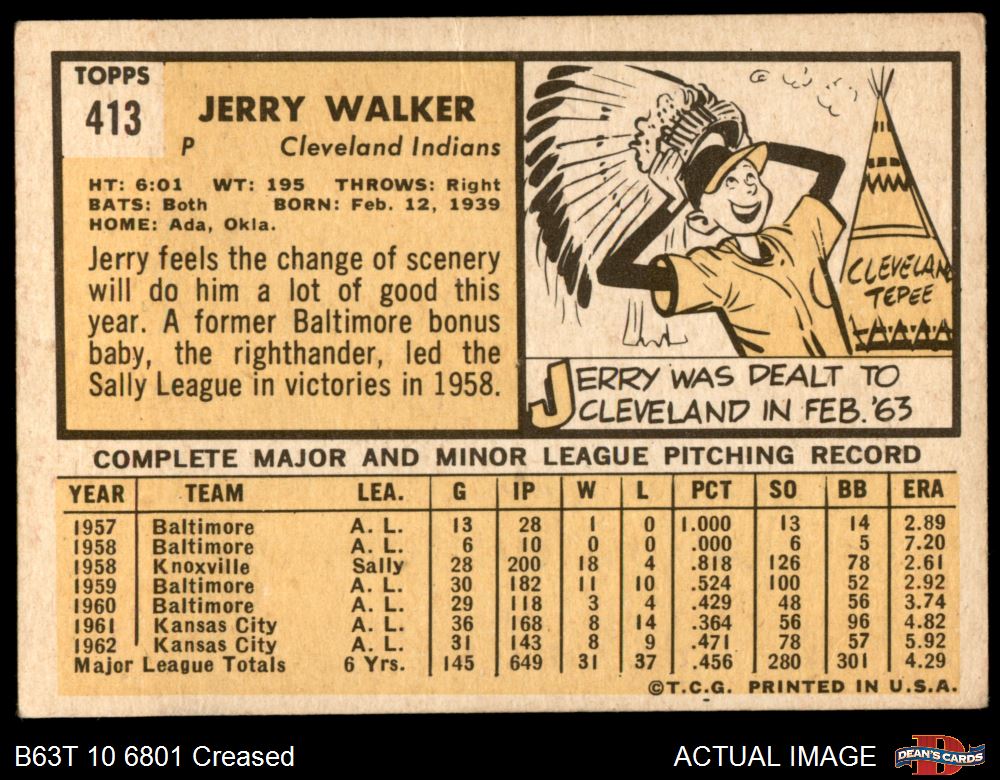 TOPPS
413
JERRY WALKER
P Cleveland Indians
HT: 6:01 WT: 195 THROWS: Right
BATS: Both BORN: Feb. 12, 1939
HOME: Ada, Okla.
Jerry feels the change of scenery
will do him a lot of good this
year. A former Baltimore bonus
baby, the righthander, led the
Sally League in victories in 1958.
CLEVELAN
TEPEE
JERRY WAS DEALT TO
CLEVELAND IN FEB. '63
COMPLETE MAJOR AND MINOR LEAGUE PITCHING RECORD
YEAR TEAM LEA. G IP W L PCT SO BB ERA
1957 Baltimore A. L. 13 28 1 0 1.000 13 14 2.89
1958 Baltimore A. L. 6 10 0 0 .000 6 5 7.20
1958 Knoxville Sally 28 200 18 4 .818 126 78 2.61
1959 Baltimore A. L. 30 182 11 10 .524 100 52 2.92
1960 Baltimore A. L. 29 118 3 4 .429 48 56 3.74
1961 Kansas City A. L. 36 168 8 14 .364 56 96 4.82
1962 Kansas City A. L. 31 143 8 9 .471 78 57 5.92
Major League Totals 6 Yrs. 145 649 31 37 .456 280 301 4.29
©T.C.G. PRINTED IN U.S.A.
B63T 10 6801 Creased
ACTUAL IMAGE
DEAN'S CARDS